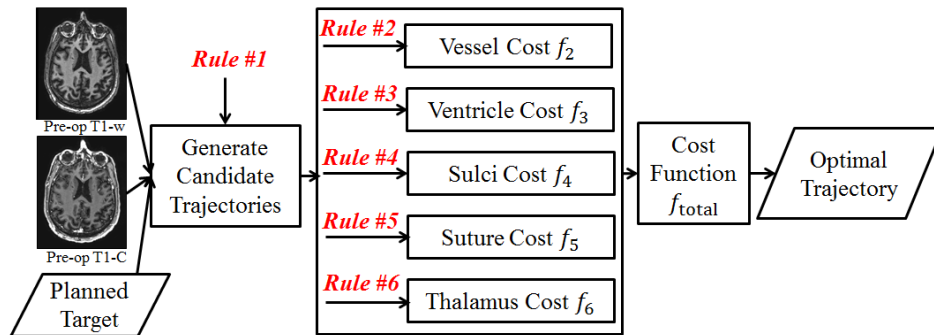 Pre-op T1-w
Pre-op T1-C
Planned
Target
Rule #1
Generate
Candidate
Trajectories
Rule #2
Vessel Cost f₂
Rule #3
Ventricle Cost f₃
Rule #4
Sulci Cost f₄
Rule #5
Suture Cost f₅
Rule #6
Thalamus Cost f₆
Cost
Function
f_total
Optimal
Trajectory